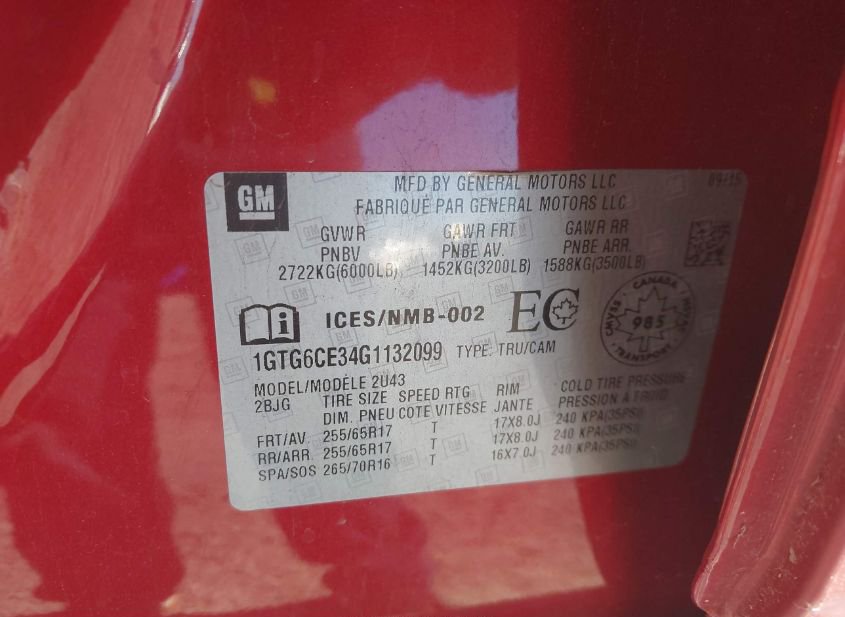 GM
MFD BY GENERAL MOTORS LLC
09/15
FABRIQUÉ PAR GENERAL MOTORS LLC
GVWR GAWR FRT GAWR RR
PNBV PNBE AV. PNBE ARR.
2722KG(6000LB) 1452KG(3200LB) 1588KG(3500LB)
ICES/NMB-002 EC
CANADA
CMVSS NSVAC
985
TRANSPORT
1GTG6CE34G1132099 TYPE: TRU/CAM
MODEL/MODÈLE 2U43
2BJG TIRE SIZE SPEED RTG RIM COLD TIRE PRESSURE
DIM. PNEU COTE VITESSE JANTE PRESSION À FROID
FRT/AV. 255/65R17 T 17X8.0J 240 KPA(35PSI)
RR/ARR. 255/65R17 T 17X8.0J 240 KPA(35PSI)
SPA/SOS 265/70R16 T 16X7.0J 240 KPA(35PSI)